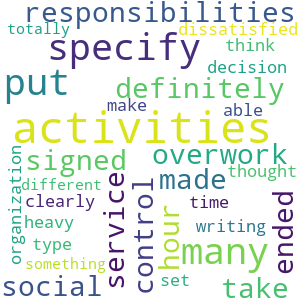 responsibilities
totally
dissatisfied
specify
think
put
decision
definitely
make
able
activities
signed
overwork
organization
made
thought
different
service
control
hour
clearly
time
ended
heavy
writing
many
type
something
social
set
take